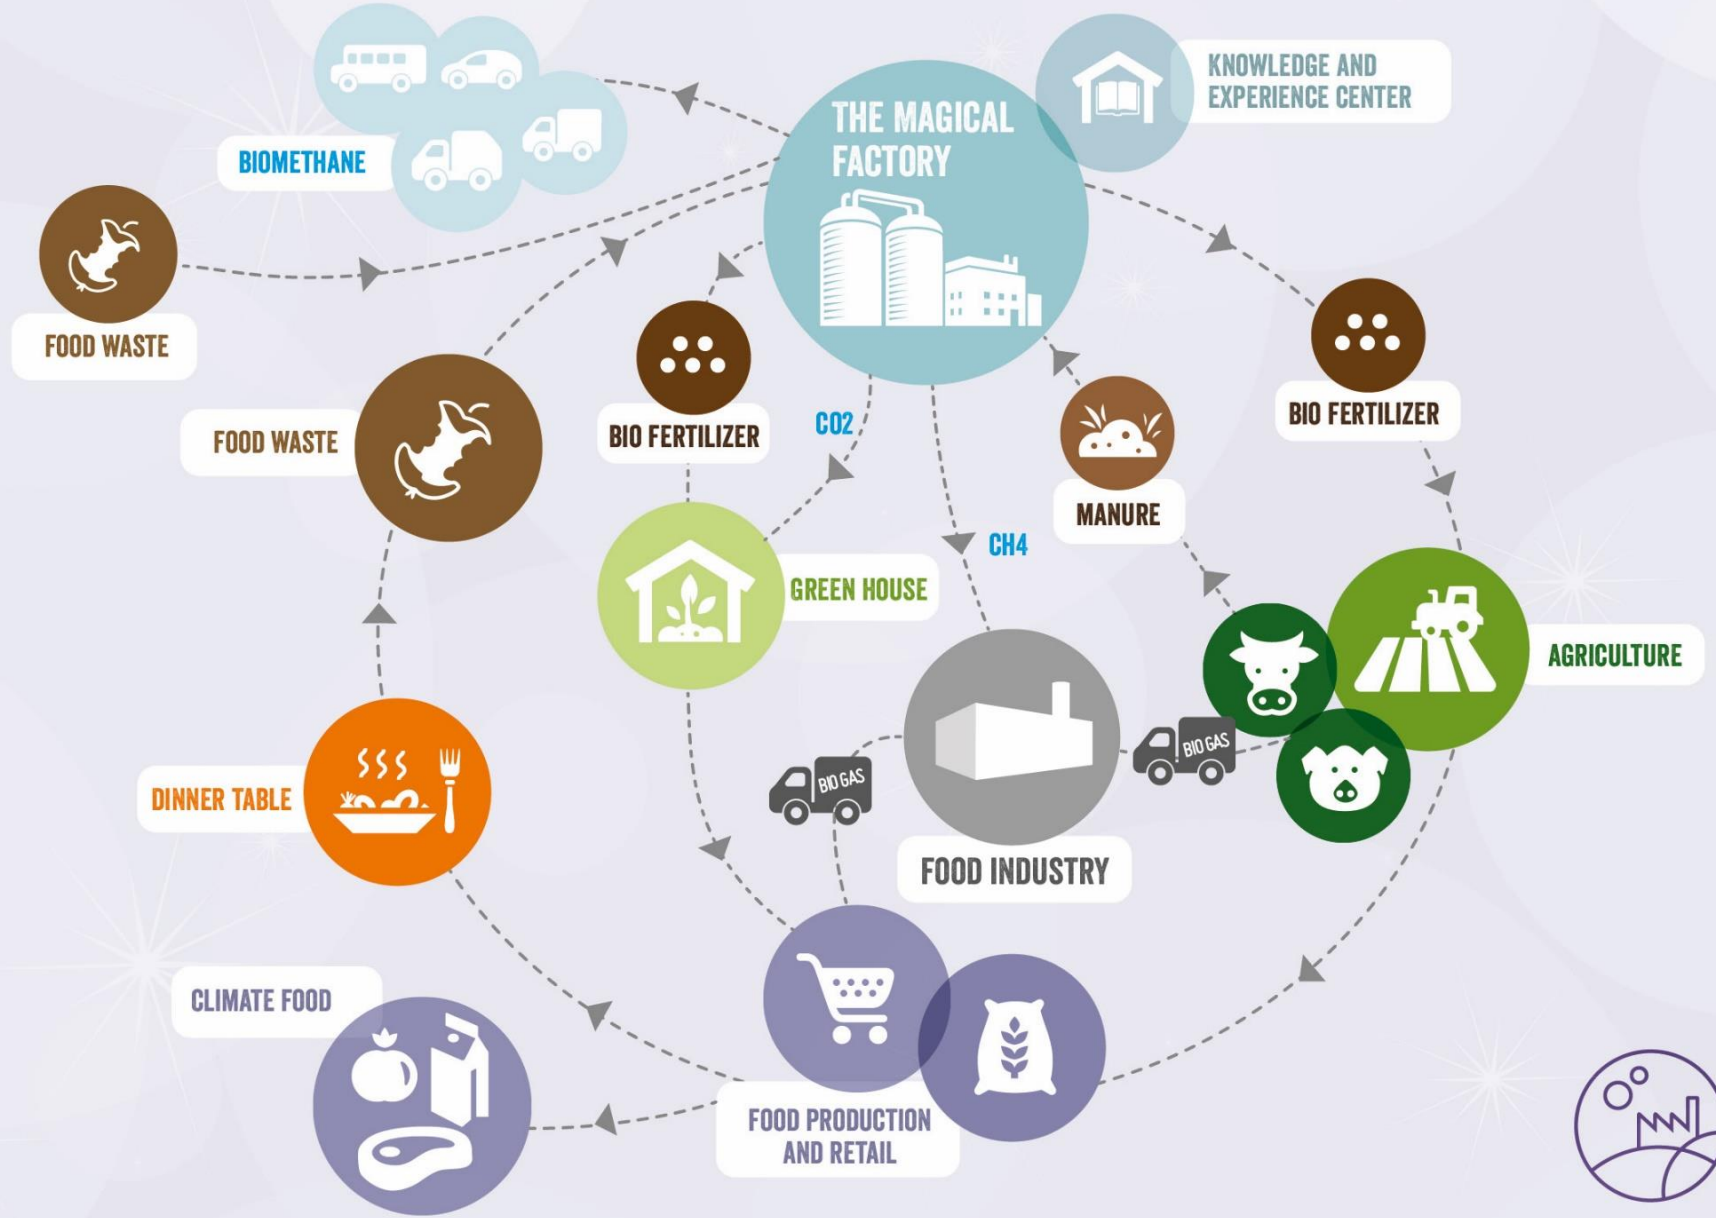 KNOWLEDGE AND
EXPERIENCE CENTER
THE MAGICAL
FACTORY
BIOMETHANE
FOOD WASTE
FOOD WASTE
BIO FERTILIZER
CO2
BIO FERTILIZER
MANURE
CH4
GREEN HOUSE
AGRICULTURE
BIO GAS
BIO GAS
DINNER TABLE
FOOD INDUSTRY
CLIMATE FOOD
FOOD PRODUCTION
AND RETAIL